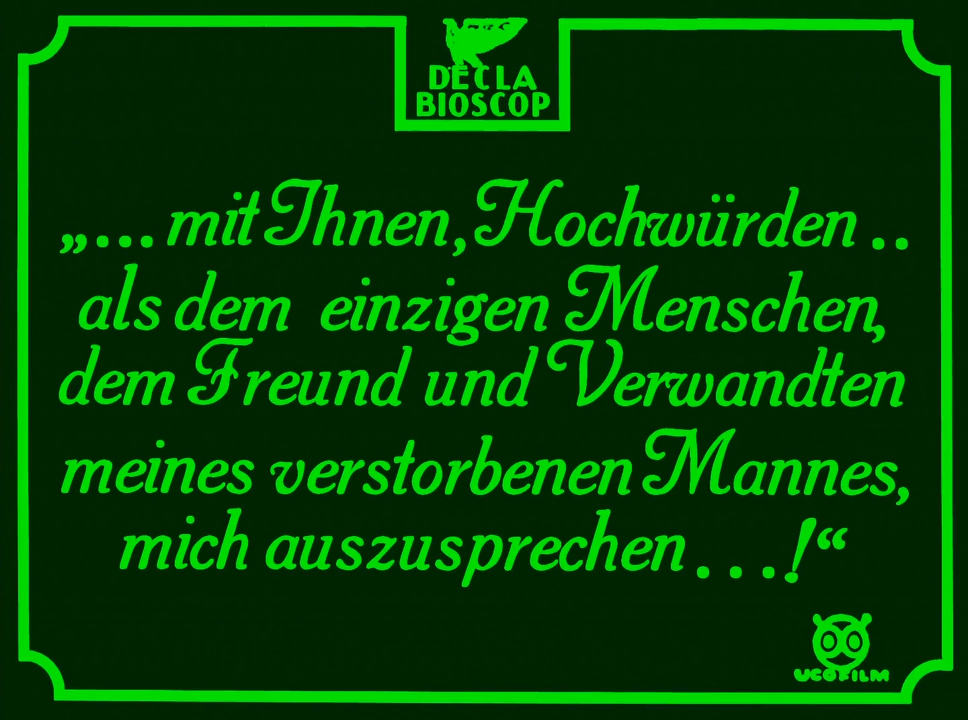 DECLA
BIOSCOP
„... mit Ihnen, Hochwürden ..
als dem einzigen Menschen,
dem Freund und Verwandten
meines verstorbenen Mannes,
mich auszusprechen ...!“
UCOFILM